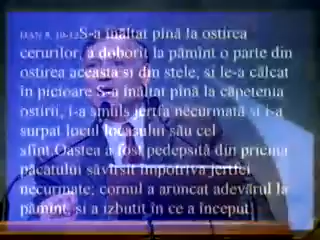 DAN 8, 10-12S-a înălţat pînă la oştirea
cerurilor, a doborît la pămînt o parte din
oştirea aceasta şi din stele, şi le-a călcat
în picioare S-a înălţat pînă la căpetenia
oştirii, i-a smuls jertfa necurmată şi i-a
surpat locul locaşului său cel
sfînt.Oastea a fost pedepsită din pricina
păcatului săvîrşit împotriva jertfei
necurmate; cornul a aruncat adevărul la
pămînt, şi a izbutit în ce a început.